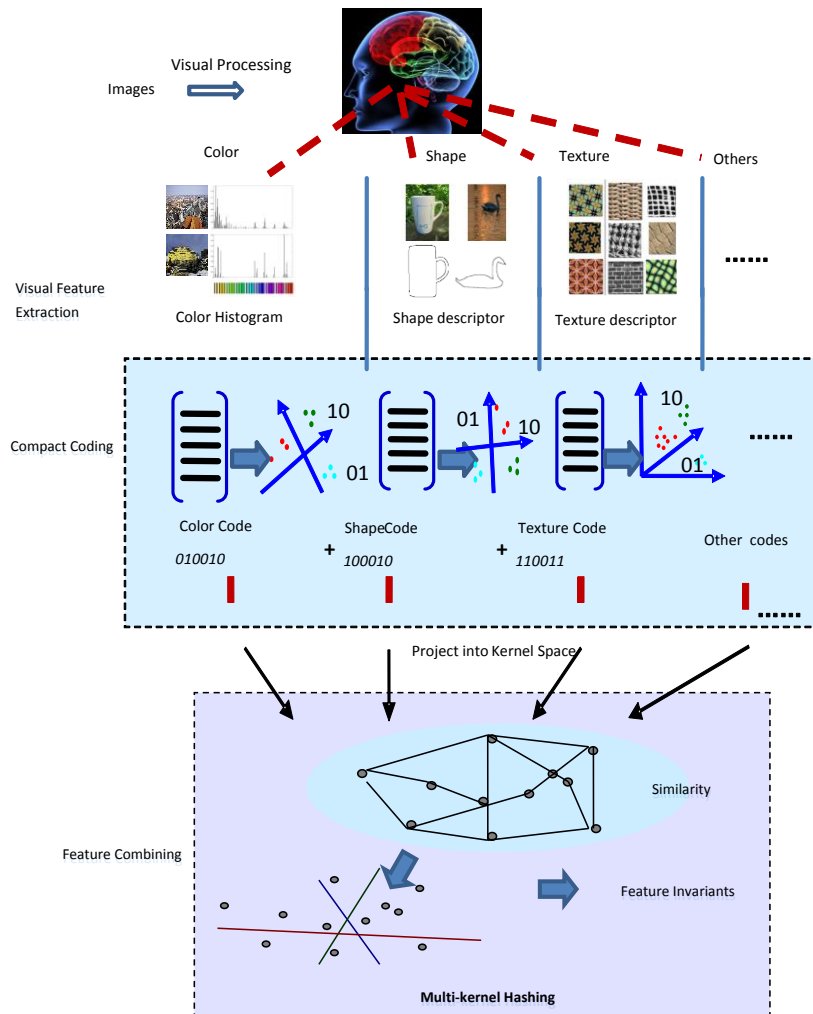 Visual Processing
Images
Color
Shape
Texture
Others
......
Visual Feature
Extraction
Color Histogram
Shape descriptor
Texture descriptor
Compact Coding
10
01
01
10
10
01
......
Color Code
ShapeCode
Texture Code
Other codes
010010
+
100010
+
110011
......
Project into Kernel Space
Similarity
Feature Combining
Feature Invariants
Multi-kernel Hashing